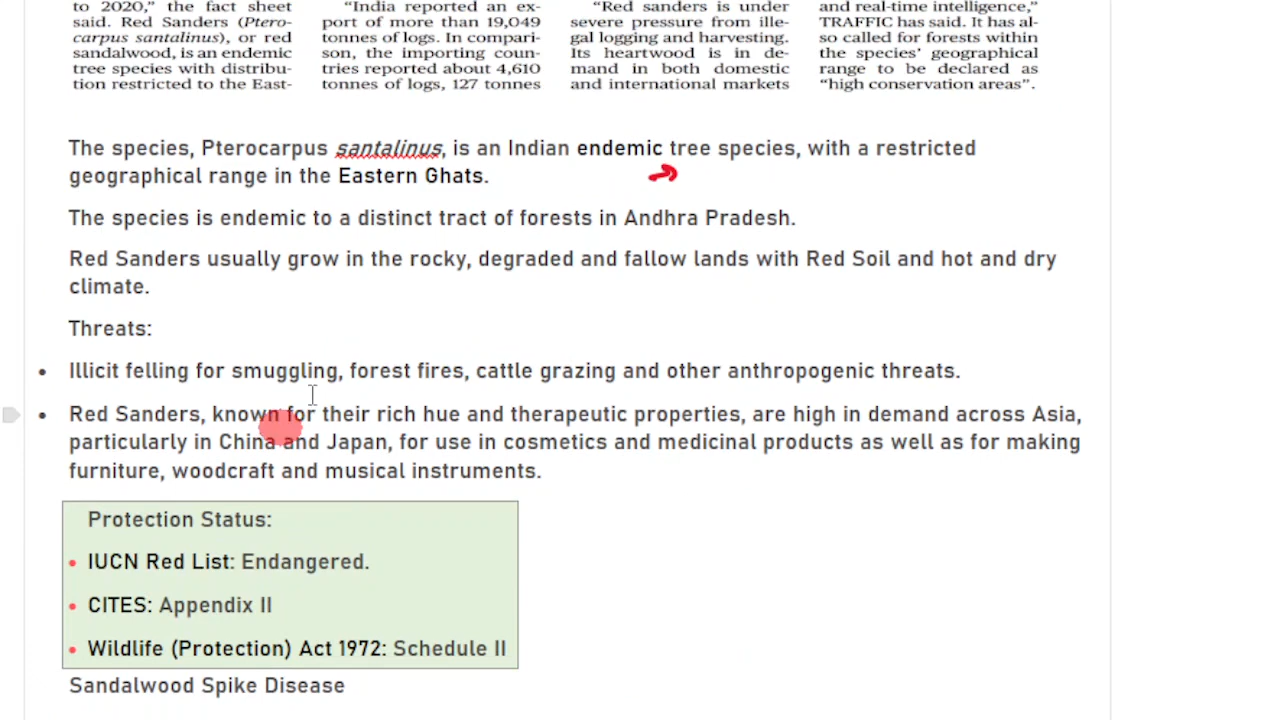 to 2020,” the fact sheet
said. Red Sanders (Ptero-
carpus santalinus), or red
sandalwood, is an endemic
tree species with distribu-
tion restricted to the East-
“India reported an ex-
port of more than 19,049
tonnes of logs. In compari-
son, the importing coun-
tries reported about 4,610
tonnes of logs, 127 tonnes
“Red sanders is under
severe pressure from ille-
gal logging and harvesting.
Its heartwood is in de-
mand in both domestic
and international markets
and real-time intelligence,”
TRAFFIC has said. It has al-
so called for forests within
the species’ geographical
range to be declared as
“high conservation areas”.
The species, Pterocarpus santalinus, is an Indian endemic tree species, with a restricted
geographical range in the Eastern Ghats.
The species is endemic to a distinct tract of forests in Andhra Pradesh.
Red Sanders usually grow in the rocky, degraded and fallow lands with Red Soil and hot and dry
climate.
Threats:
• Illicit felling for smuggling, forest fires, cattle grazing and other anthropogenic threats.
• Red Sanders, known for their rich hue and therapeutic properties, are high in demand across Asia,
particularly in China and Japan, for use in cosmetics and medicinal products as well as for making
furniture, woodcraft and musical instruments.
Protection Status:
• IUCN Red List: Endangered.
• CITES: Appendix II
• Wildlife (Protection) Act 1972: Schedule II
Sandalwood Spike Disease